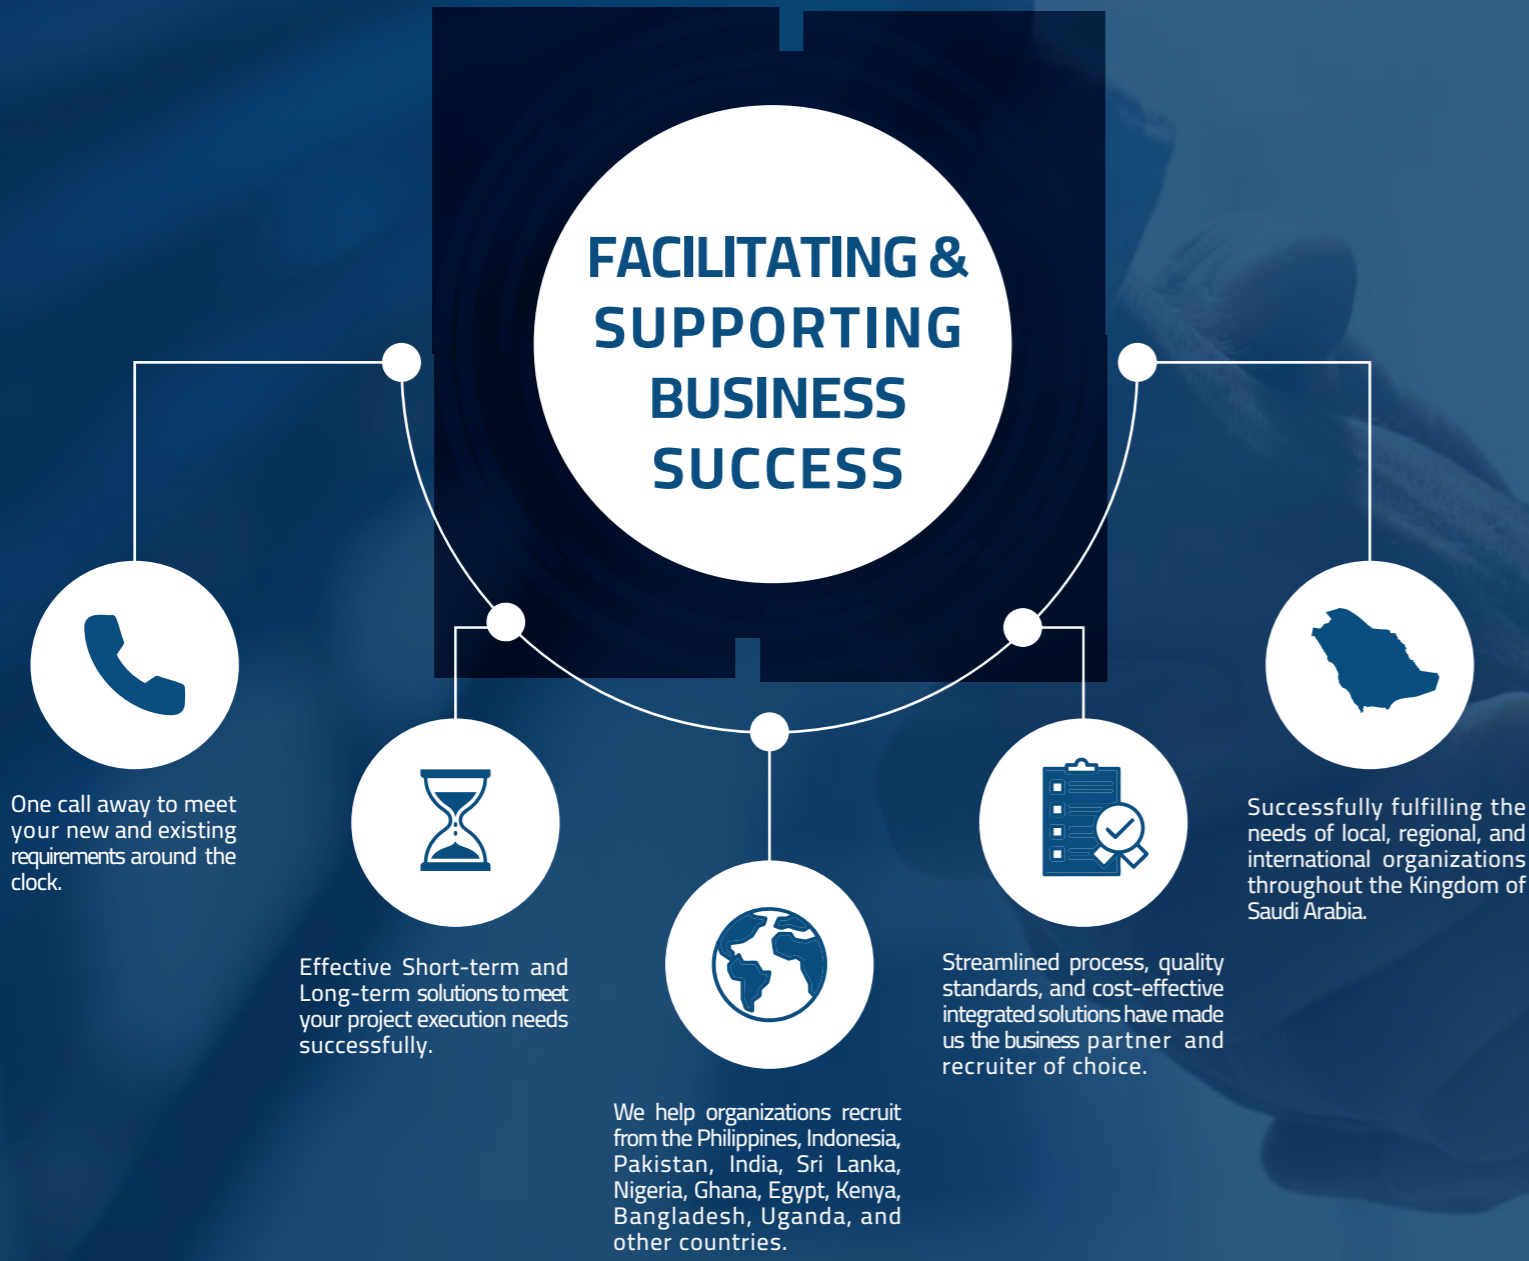 FACILITATING &
SUPPORTING
BUSINESS
SUCCESS
One call away to meet
your new and existing
requirements around the
clock.
Effective Short-term and
Long-term solutions to meet
your project execution needs
successfully.
We help organizations recruit
from the Philippines, Indonesia,
Pakistan, India, Sri Lanka,
Nigeria, Ghana, Egypt, Kenya,
Bangladesh, Uganda, and
other countries.
Streamlined process, quality
standards, and cost-effective
integrated solutions have made
us the business partner and
recruiter of choice.
Successfully fulfilling the
needs of local, regional, and
international organizations
throughout the Kingdom of
Saudi Arabia.